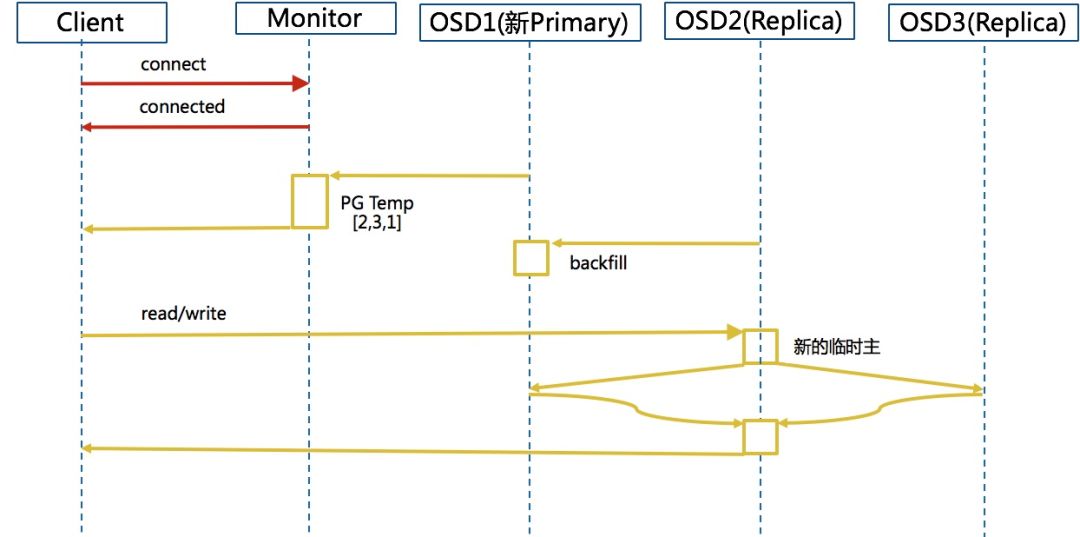 Client
Monitor
OSD1(新Primary)
OSD2(Replica)
OSD3(Replica)
connect
connected
PG Temp
[2,3,1]
backfill
read/write
新的临时主